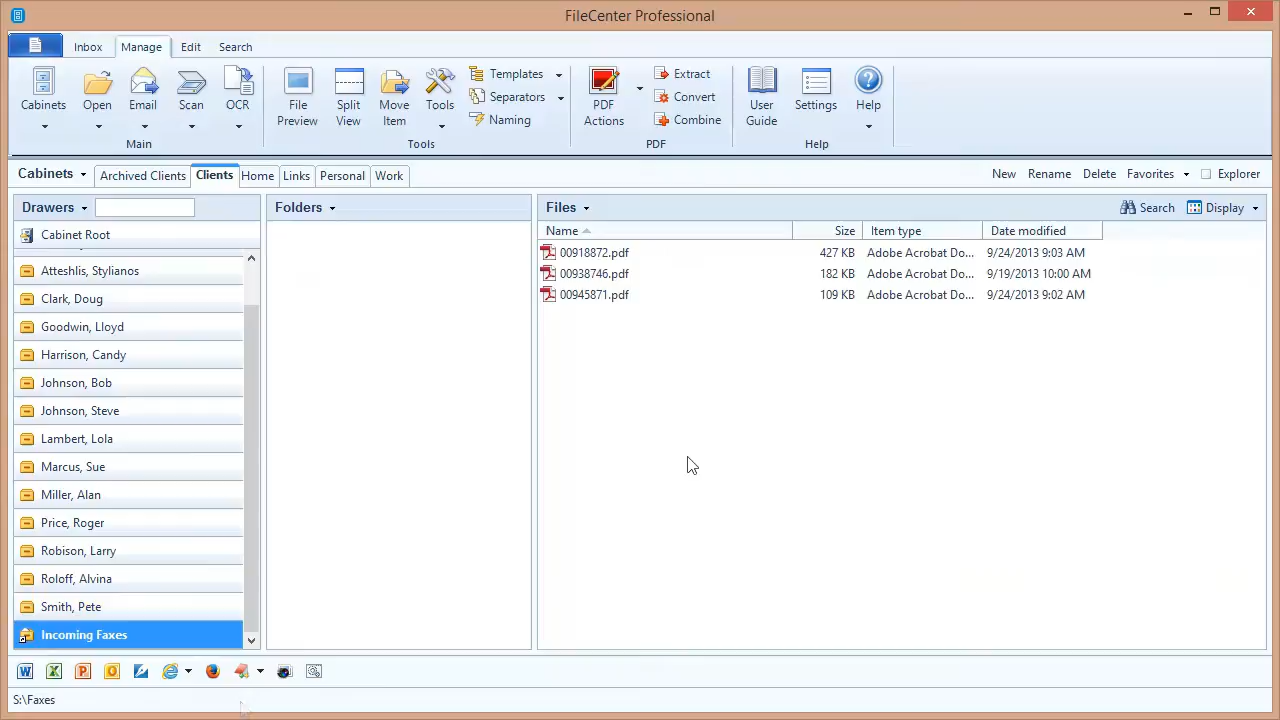 FileCenter Professional
Inbox Manage Edit Search
Cabinets Open Email Scan OCR
Main
File Preview Split View Move Item Tools
Templates
Separators
Naming
Tools
PDF Actions
Extract
Convert
Combine
PDF
User Guide Settings Help
Help
Cabinets Archived Clients Clients Home Links Personal Work New Rename Delete Favorites Explorer
Drawers
Cabinet Root
Atteshlis, Stylianos
Clark, Doug
Goodwin, Lloyd
Harrison, Candy
Johnson, Bob
Johnson, Steve
Lambert, Lola
Marcus, Sue
Miller, Alan
Price, Roger
Robison, Larry
Roloff, Alvina
Smith, Pete
Incoming Faxes
Folders
Files Search Display
Name Size Item type Date modified
00918872.pdf 427 KB Adobe Acrobat Do... 9/24/2013 9:03 AM
00938746.pdf 182 KB Adobe Acrobat Do... 9/19/2013 10:00 AM
00945871.pdf 109 KB Adobe Acrobat Do... 9/24/2013 9:02 AM
S:\Faxes